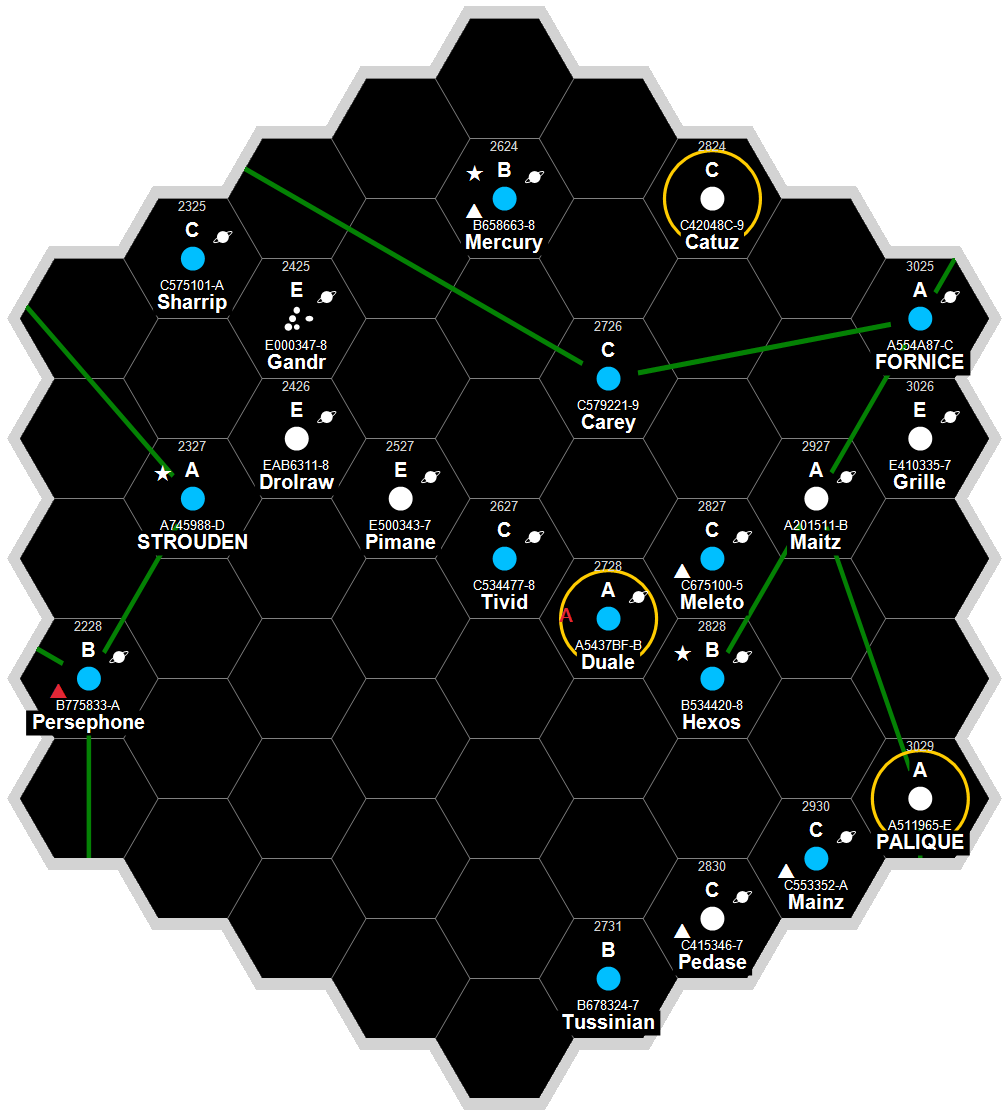 2624
B
B658663-8
Mercury
2824
C
C42048C-9
Catuz
2325
C
C575101-A
Sharrip
2425
E
E000347-8
Gandr
3025
A
A554A87-C
FORNICE
2726
C
C579221-9
Carey
2426
E
EAB6311-8
Drolraw
3026
E
E410335-7
Grille
2327
A
A745988-D
STROUDEN
2527
E
E500343-7
Pimane
2927
A
A201511-B
Maitz
2627
C
C534477-8
Tivid
2827
C
C675100-5
Meleto
2728
A
A
A5437BF-B
Duale
2228
B
B775833-A
Persephone
2828
B
B534420-8
Hexos
3029
A
A511965-E
PALIQUE
2930
C
C553352-A
Mainz
2830
C
C415346-7
Pedase
2731
B
B678324-7
Tussinian